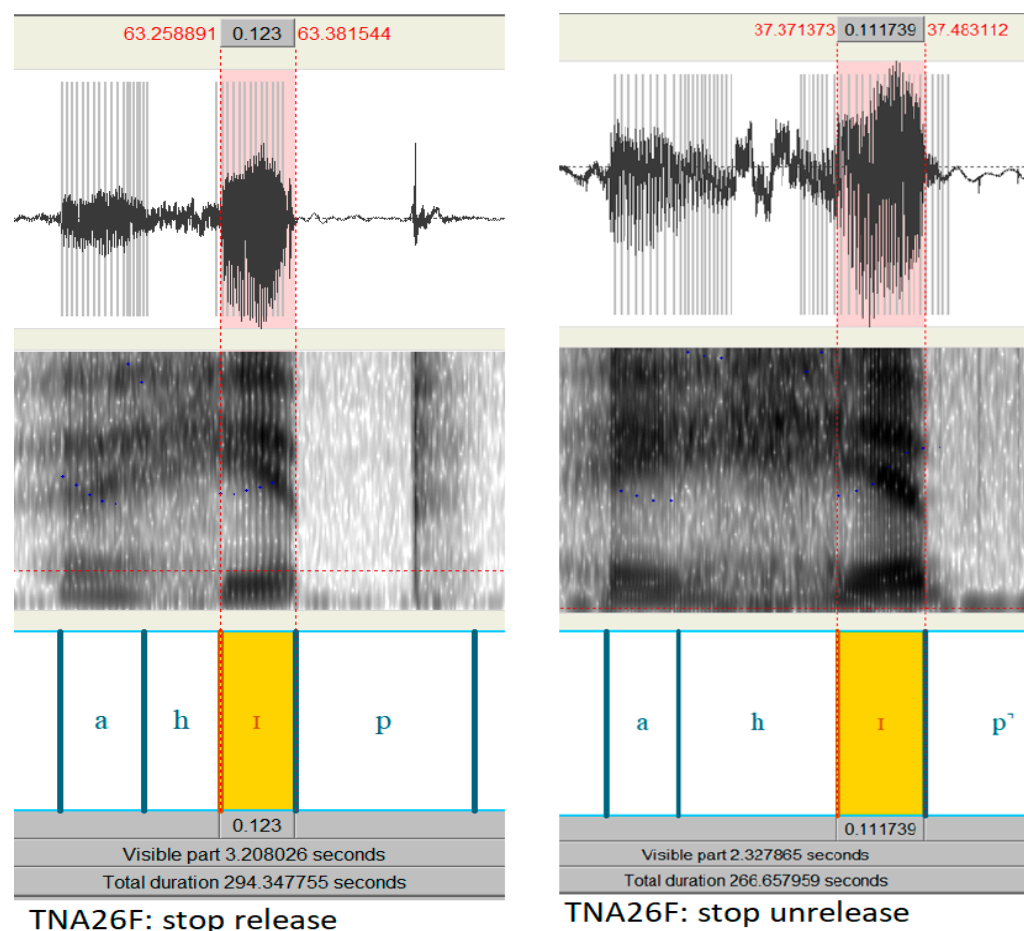 63.258891 0.123 63.381544
a h ɪ p
0.123
Visible part 3.208026 seconds
Total duration 294.347755 seconds
TNA26F: stop release
37.371373 0.111739 37.483112
a h ɪ p̚
0.111739
Visible part 2.327865 seconds
Total duration 266.657959 seconds
TNA26F: stop unrelease